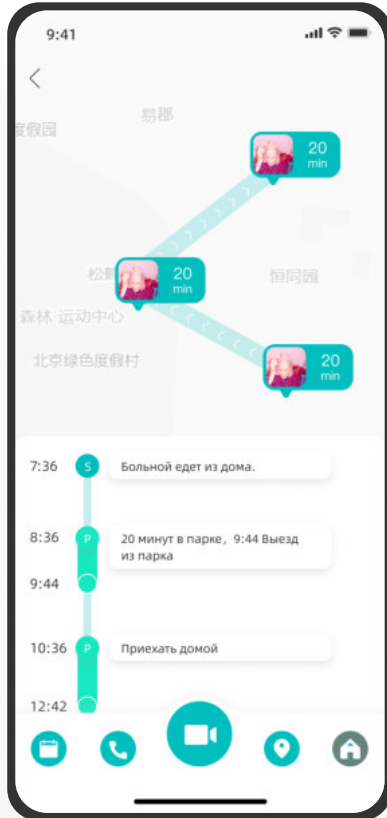 9:41
易郡
度假园
20
min
松
20
min
恒同园
森林 运动中心
北京绿色度假村
20
min
7:36
S
Больной едет из дома.
8:36
P
20 минут в парке，9:44 Выезд
из парка
9:44
10:36
P
Приехать домой
12:42